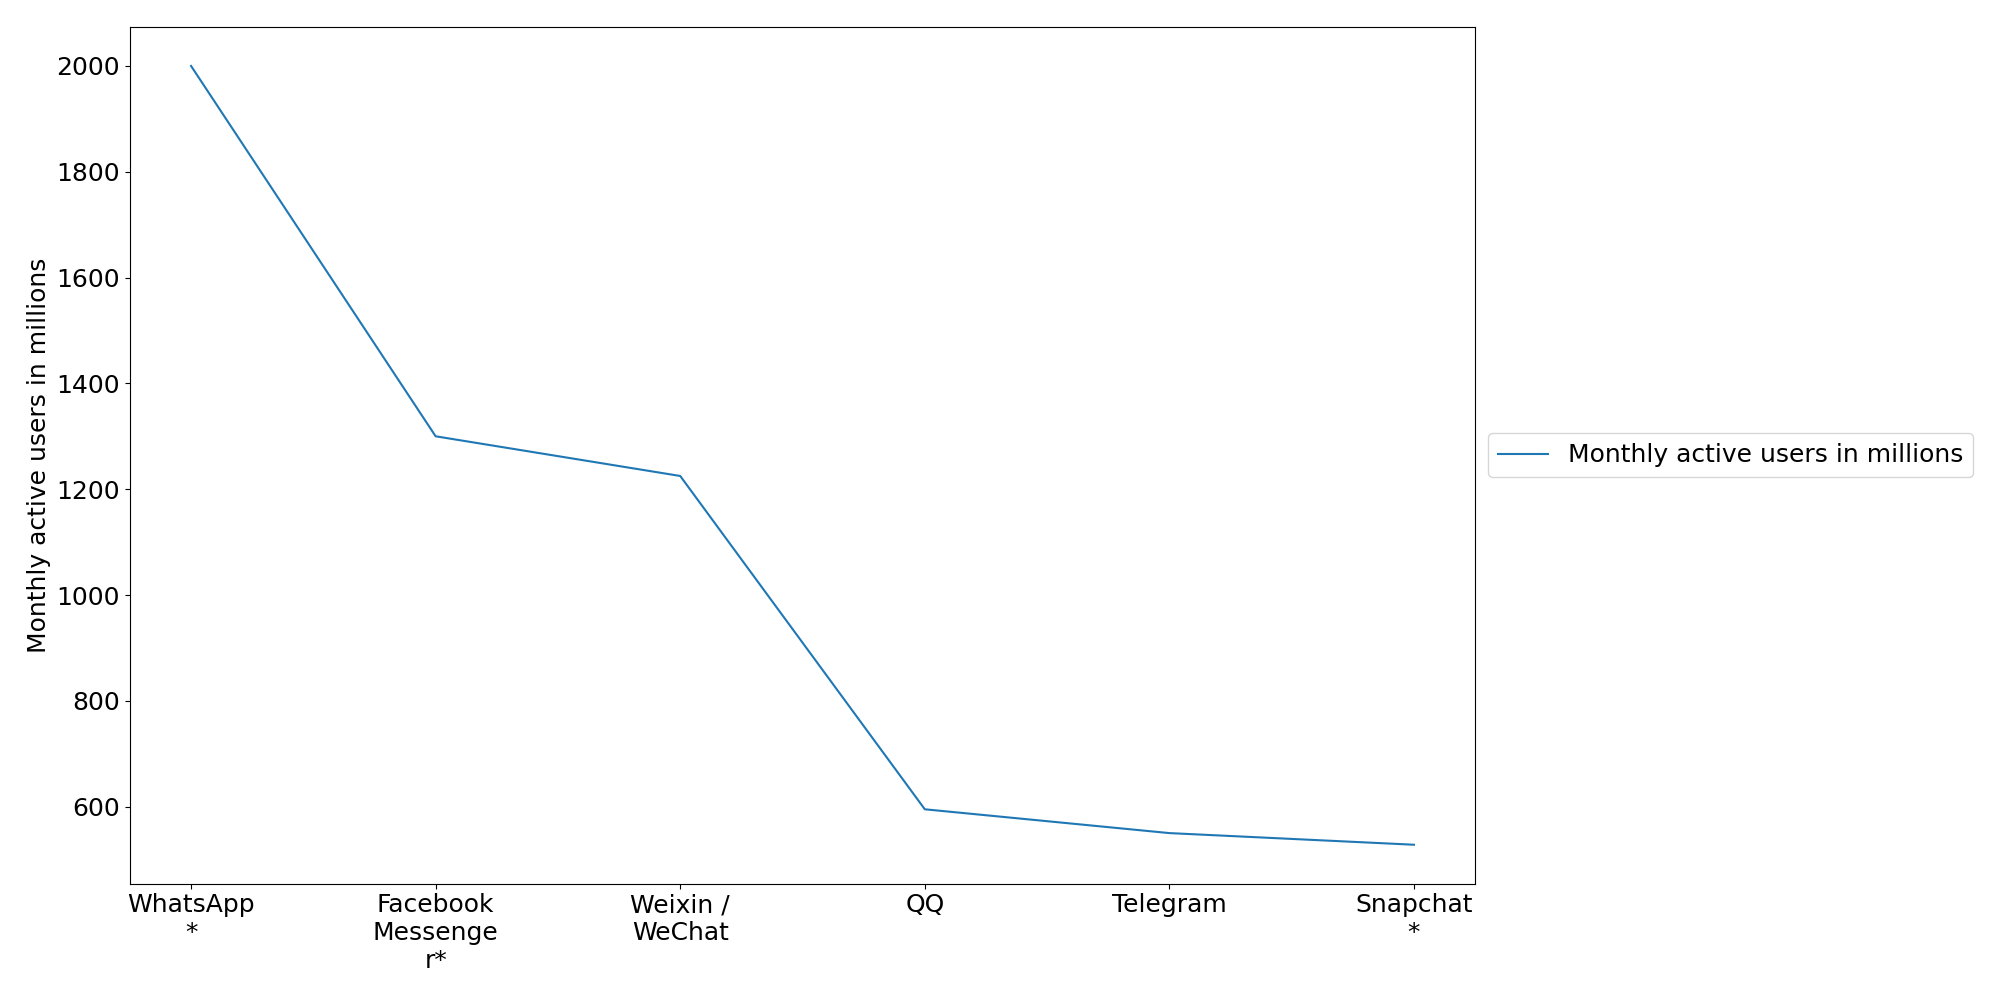 Monthly active users in millions
2000
1800
1600
1400
1200
1000
800
600
WhatsApp
*
Facebook
Messenge
r*
Weixin /
WeChat
QQ
Telegram
Snapchat
*
Monthly active users in millions